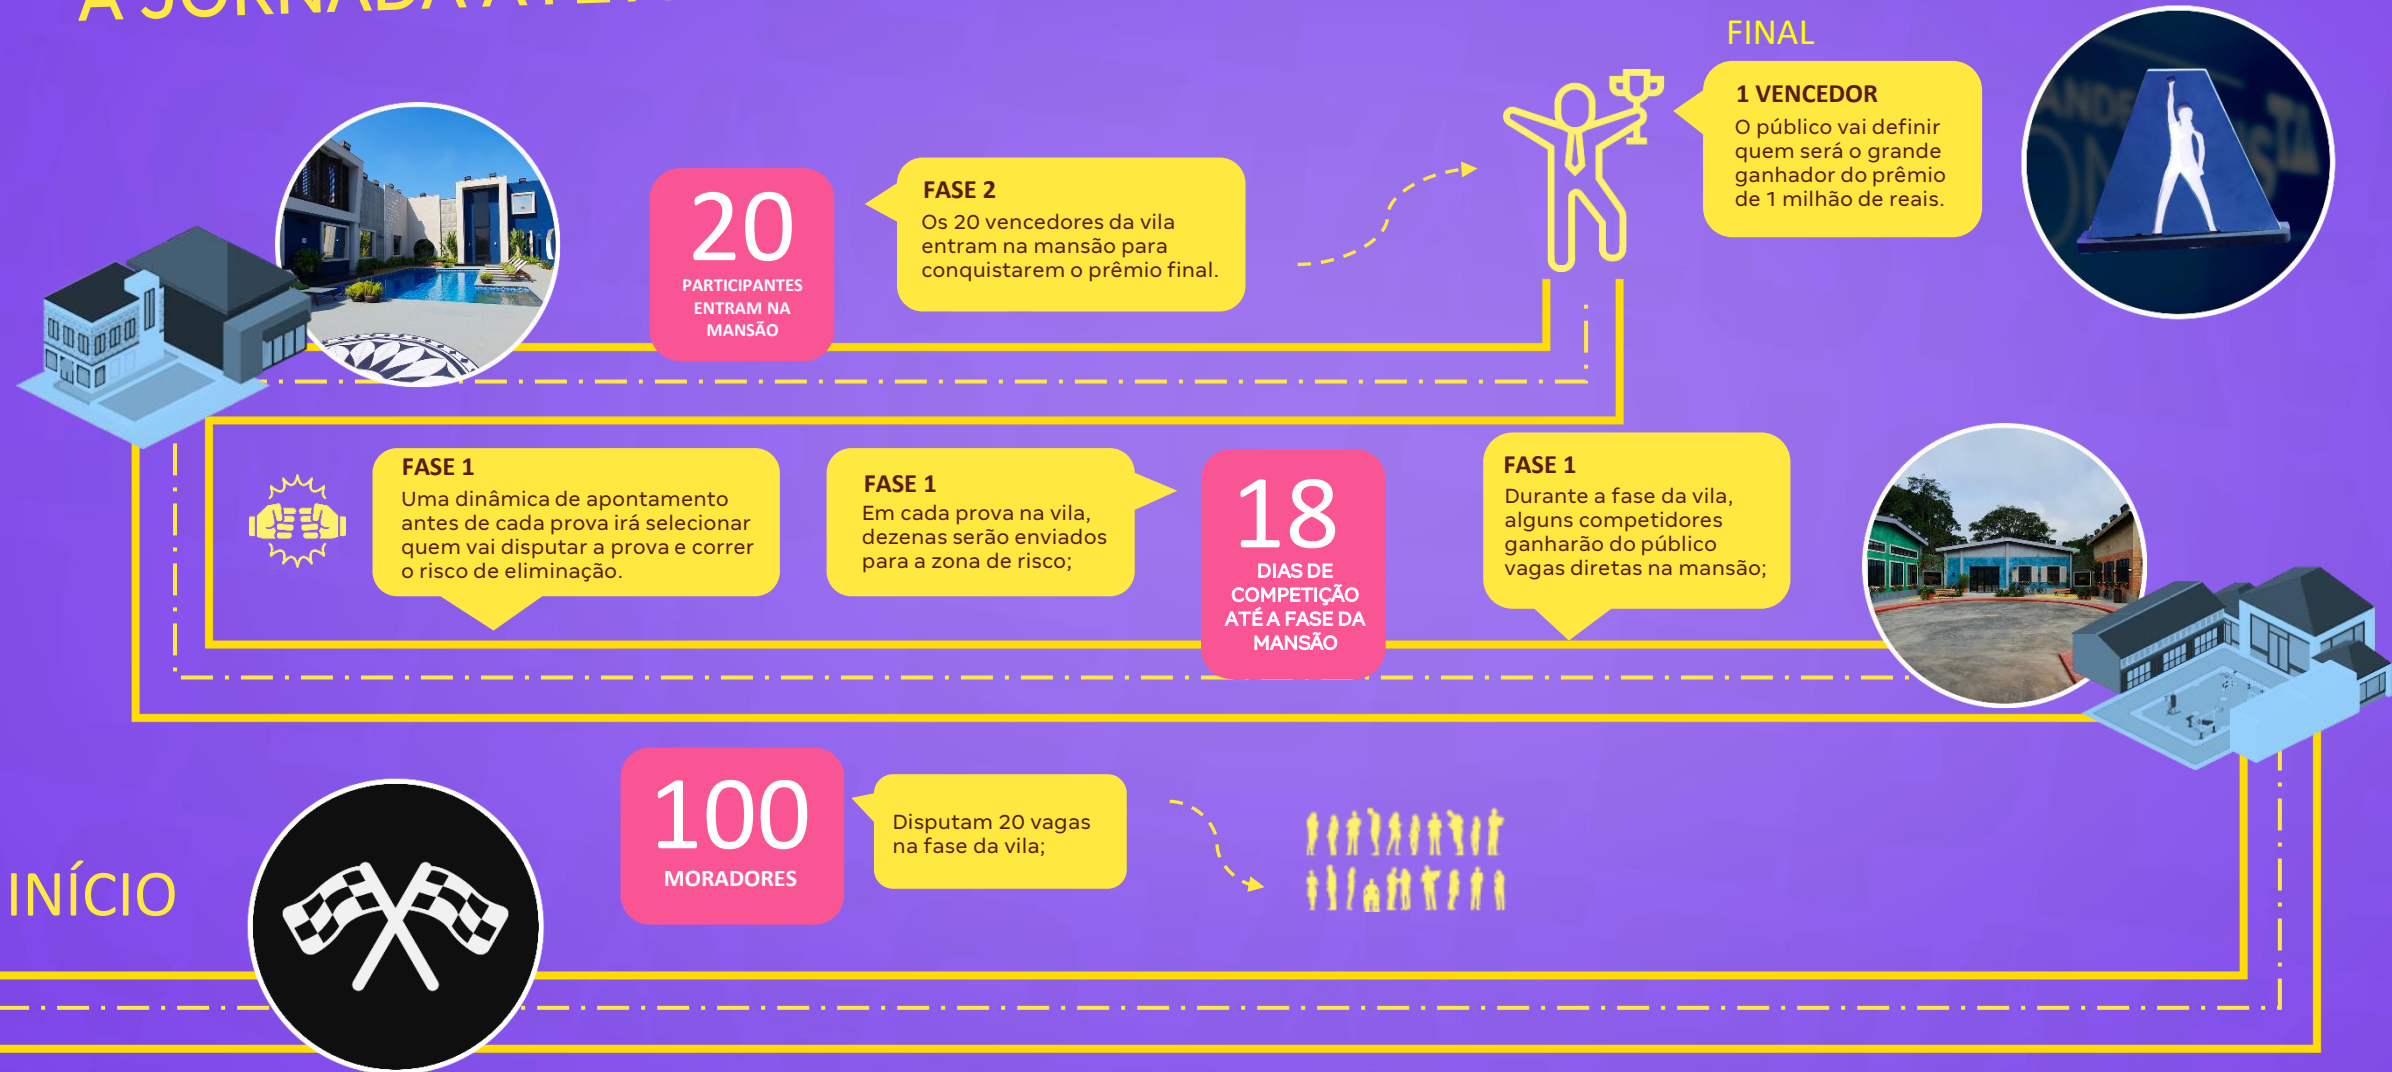 A JORNADA ATÉ A
FINAL
1 VENCEDOR
O público vai definir
quem será o grande
ganhador do prêmio
de 1 milhão de reais.
20
PARTICIPANTES
ENTRAM NA
MANSÃO
FASE 2
Os 20 vencedores da vila
entram na mansão para
conquistarem o prêmio final.
FASE 1
Uma dinâmica de apontamento
antes de cada prova irá selecionar
quem vai disputar a prova e correr
o risco de eliminação.
FASE 1
Em cada prova na vila,
dezenas serão enviados
para a zona de risco;
18
DIAS DE
COMPETIÇÃO
ATÉ A FASE DA
MANSÃO
FASE 1
Durante a fase da vila,
alguns competidores
ganharão do público
vagas diretas na mansão;
INÍCIO
100
MORADORES
Disputam 20 vagas
na fase da vila;